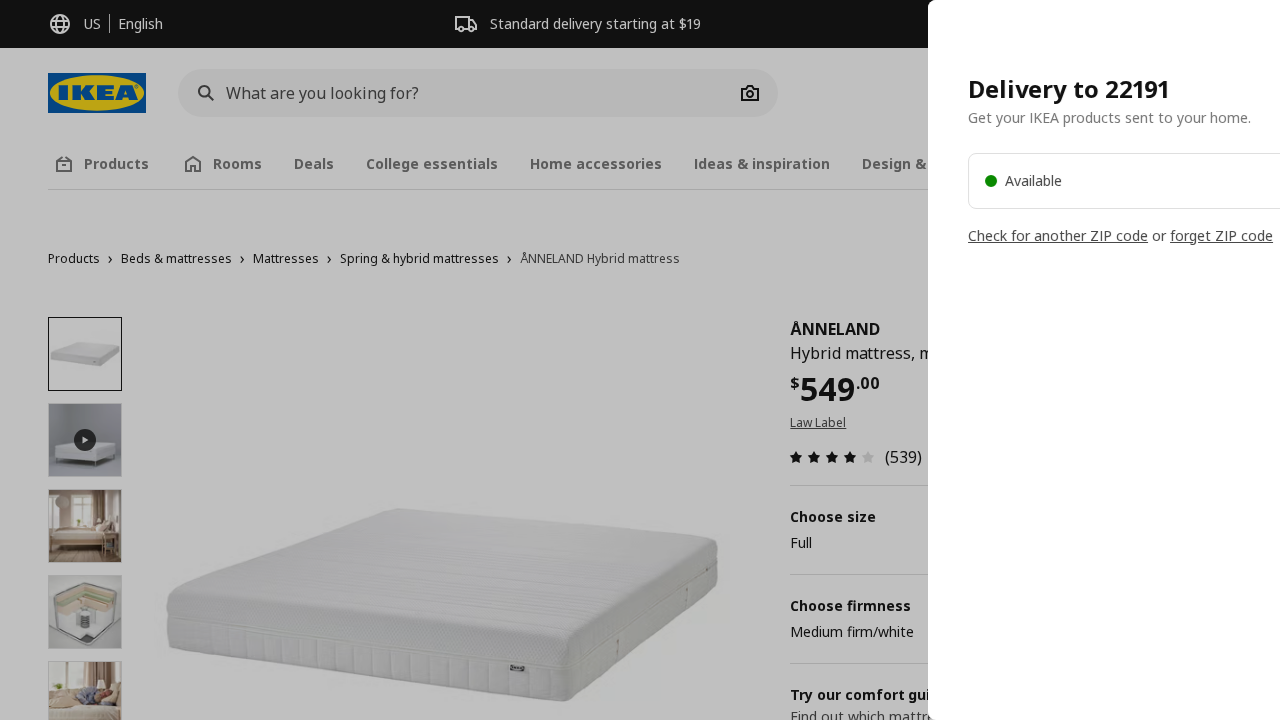 US
English
Standard delivery starting at $19
IKEA
What are you looking for?
Products
Rooms
Deals
College essentials
Home accessories
Ideas & inspiration
Design &
Products › Beds & mattresses › Mattresses › Spring & hybrid mattresses › ÅNNELAND Hybrid mattress
ÅNNELAND
Hybrid mattress, m
$549.00
Law Label
(539)
Choose size
Full
Choose firmness
Medium firm/white
Try our comfort gui
Find out which mattre
IKEA
Delivery to 22191
Get your IKEA products sent to your home.
Available
Check for another ZIP code or forget ZIP code